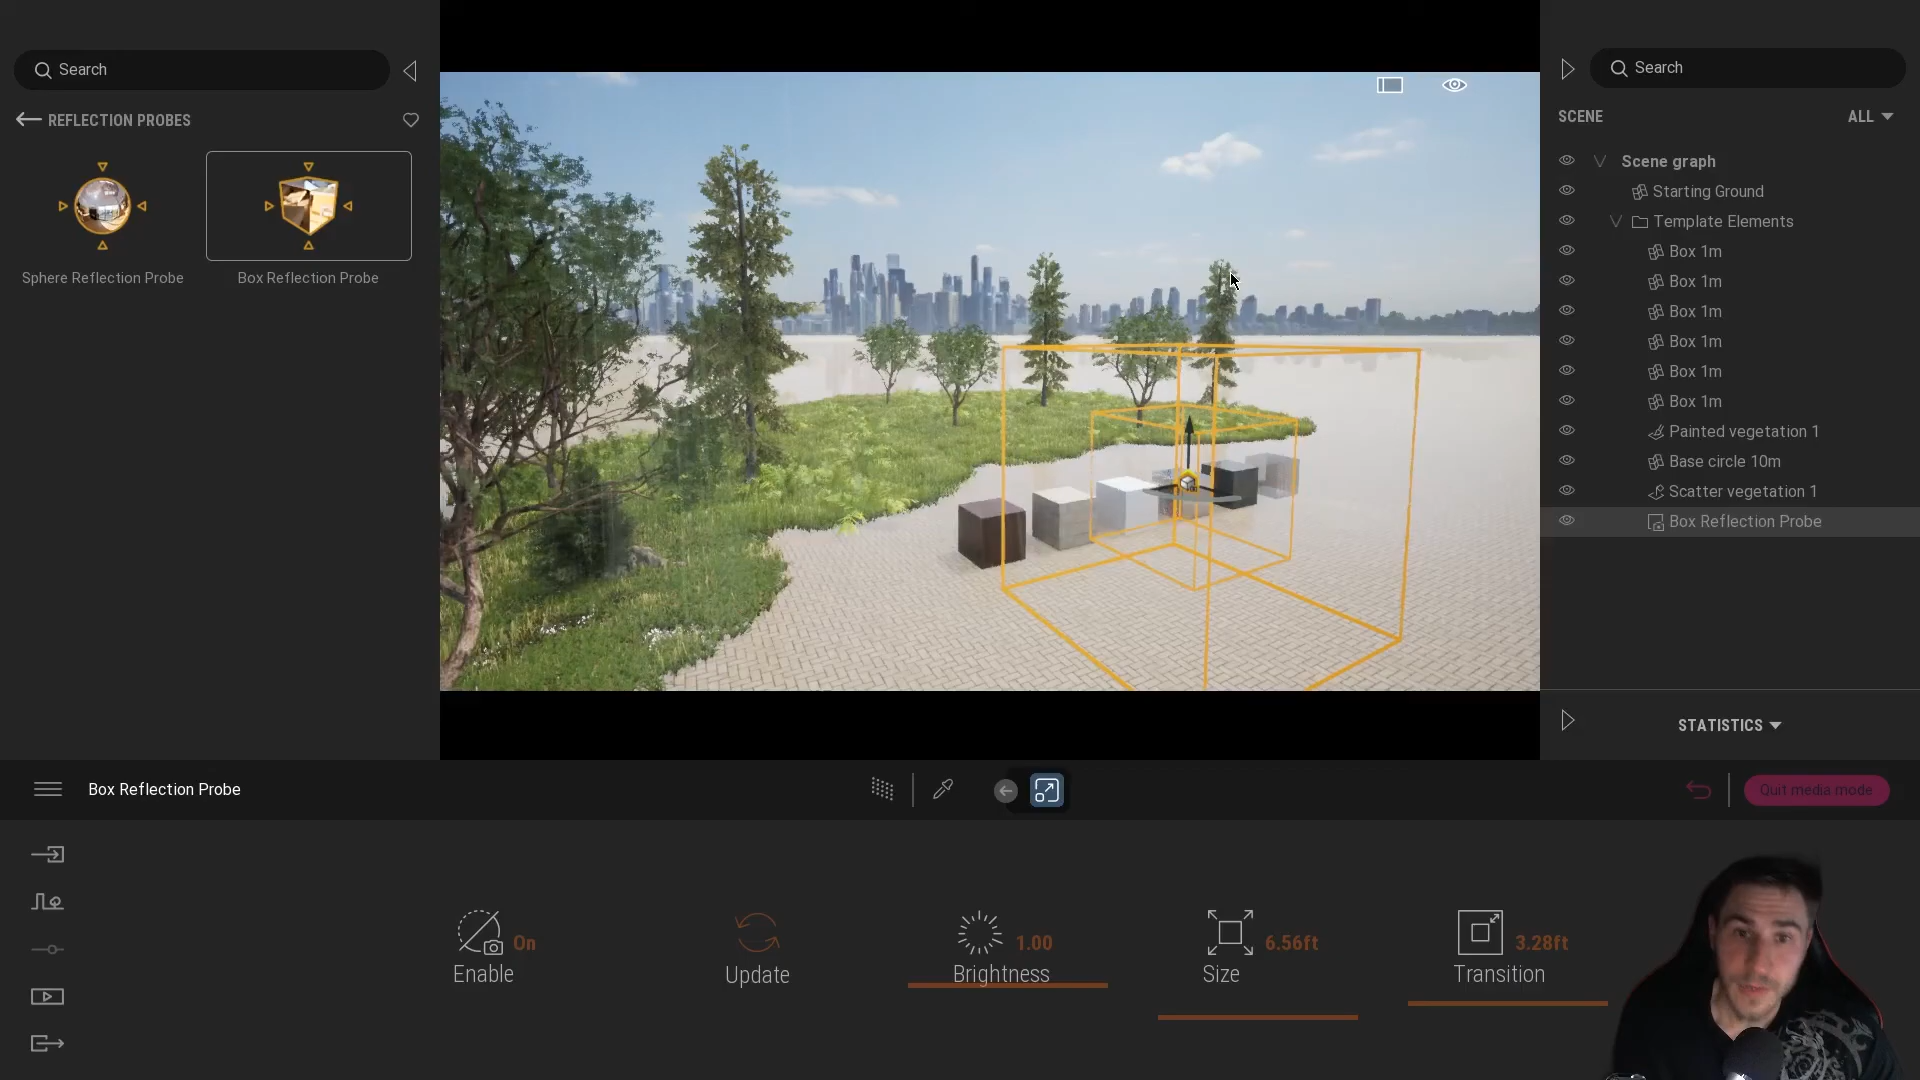 Search
REFLECTION PROBES
Sphere Reflection Probe
Box Reflection Probe
Search
SCENE
ALL
Scene graph
Starting Ground
Template Elements
Box 1m
Box 1m
Box 1m
Box 1m
Box 1m
Box 1m
Painted vegetation 1
Base circle 10m
Scatter vegetation 1
Box Reflection Probe
STATISTICS
Box Reflection Probe
Quit media mode
On
Enable
Update
1.00
Brightness
6.56ft
Size
3.28ft
Transition